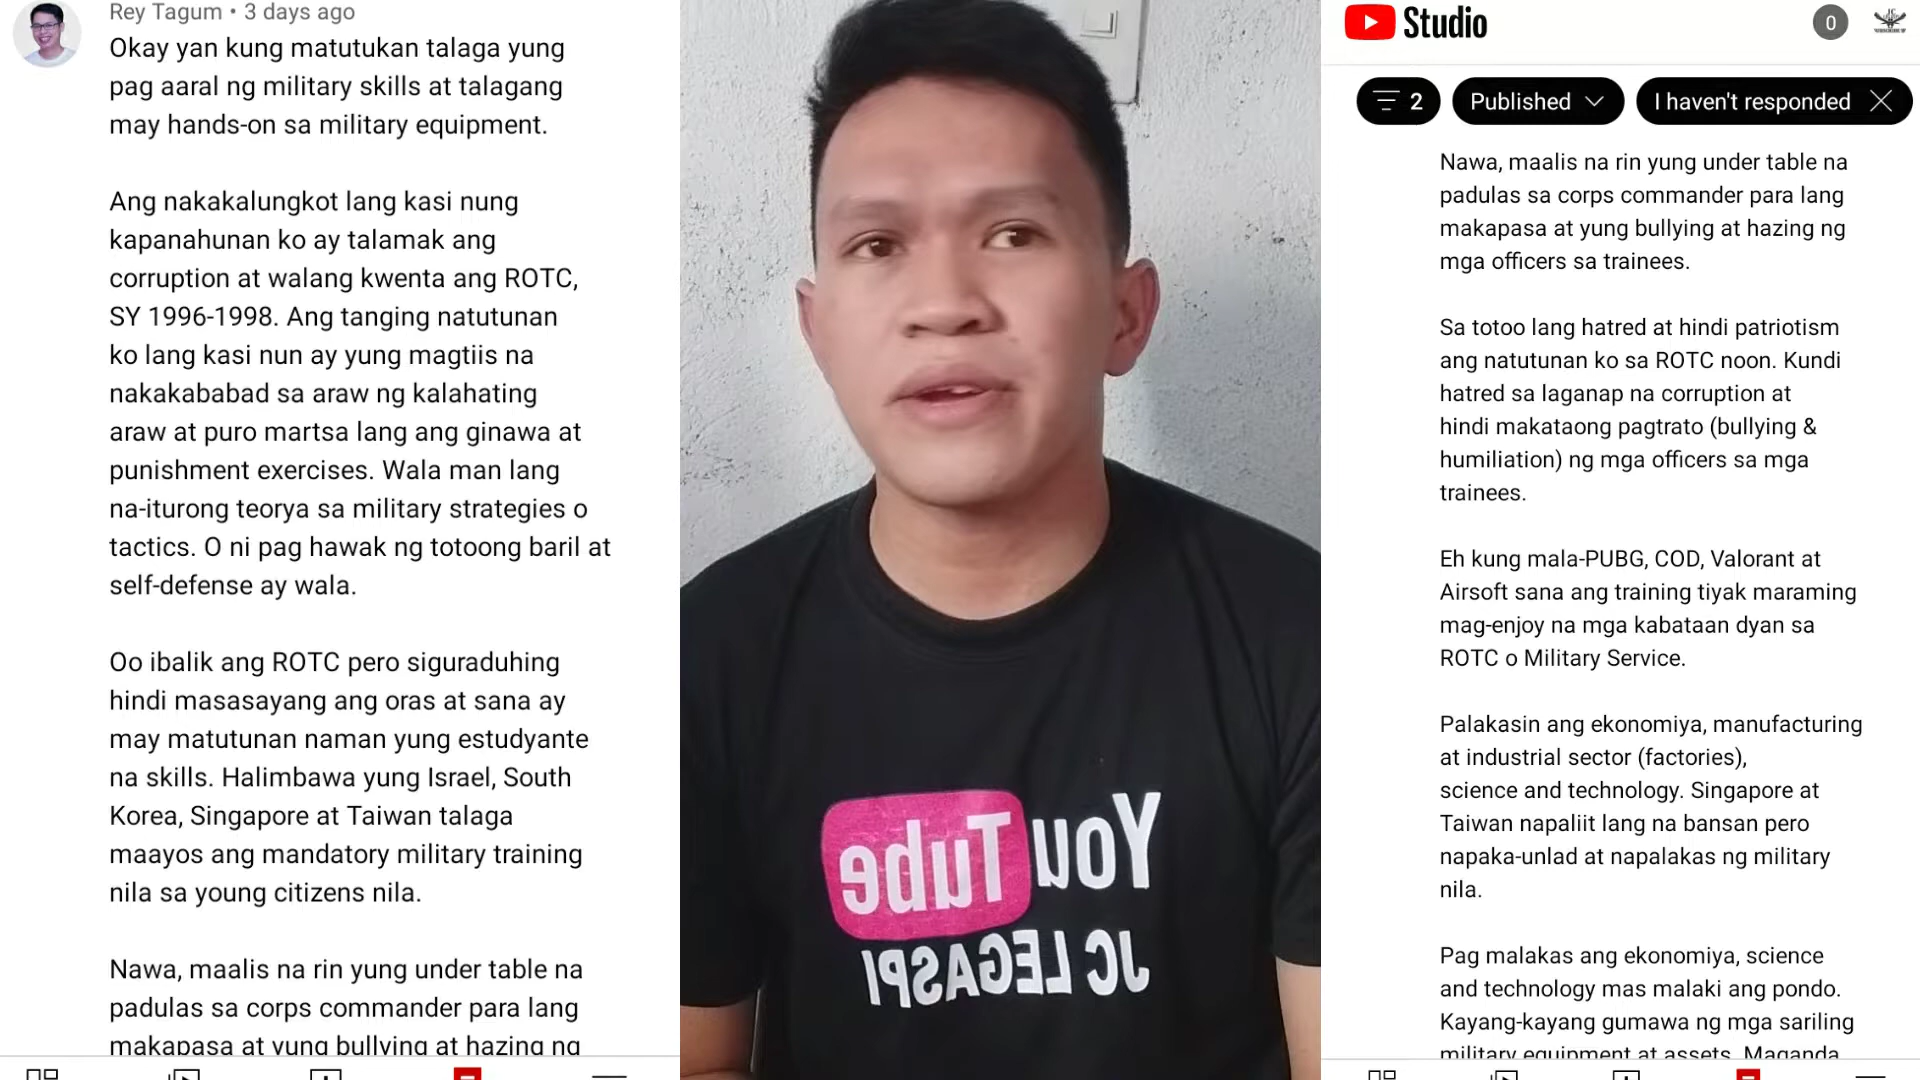 Rey Tagum • 3 days ago
Okay yan kung matutukan talaga yung
pag aaral ng military skills at talagang
may hands-on sa military equipment.
Ang nakakalungkot lang kasi nung
kapanahunan ko ay talamak ang
corruption at walang kwenta ang ROTC,
SY 1996-1998. Ang tanging natutunan
ko lang kasi nun ay yung magtiis na
nakakababad sa araw ng kalahating
araw at puro martsa lang ang ginawa at
punishment exercises. Wala man lang
na-iturong teorya sa military strategies o
tactics. O ni pag hawak ng totoong baril at
self-defense ay wala.
Oo ibalik ang ROTC pero siguraduhing
hindi masasayang ang oras at sana ay
may matutunan naman yung estudyante
na skills. Halimbawa yung Israel, South
Korea, Singapore at Taiwan talaga
maayos ang mandatory military training
nila sa young citizens nila.
Nawa, maalis na rin yung under table na
padulas sa corps commander para lang
makapasa at yung bullying at hazing ng
YouTube
JC LEGASPI
Studio
0
2
Published
I haven't responded
Nawa, maalis na rin yung under table na
padulas sa corps commander para lang
makapasa at yung bullying at hazing ng
mga officers sa trainees.
Sa totoo lang hatred at hindi patriotism
ang natutunan ko sa ROTC noon. Kundi
hatred sa laganap na corruption at
hindi makataong pagtrato (bullying &
humiliation) ng mga officers sa mga
trainees.
Eh kung mala-PUBG, COD, Valorant at
Airsoft sana ang training tiyak maraming
mag-enjoy na mga kabataan dyan sa
ROTC o Military Service.
Palakasin ang ekonomiya, manufacturing
at industrial sector (factories),
science and technology. Singapore at
Taiwan napaliit lang na bansan pero
napaka-unlad at napalakas ng military
nila.
Pag malakas ang ekonomiya, science
and technology mas malaki ang pondo.
Kayang-kayang gumawa ng mga sariling
military equipment at assets. Maganda